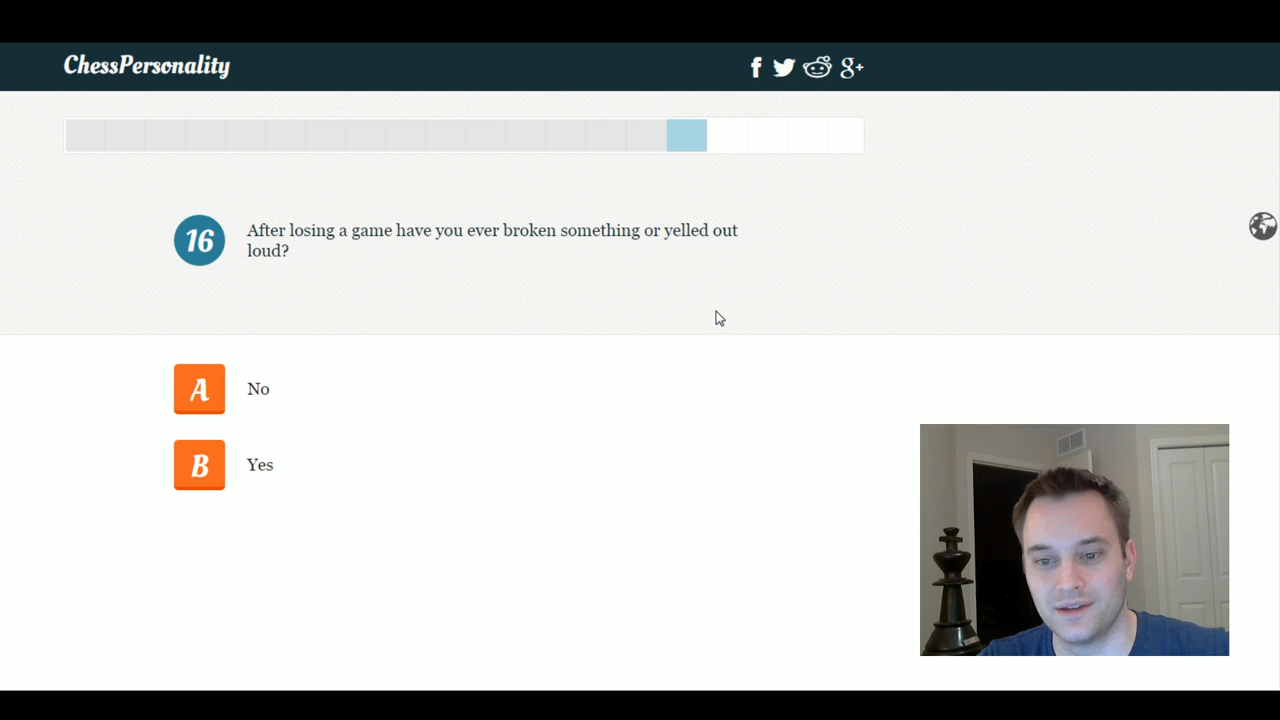 ChessPersonality
f
g+
16
After losing a game have you ever broken something or yelled out
loud?
A
No
B
Yes